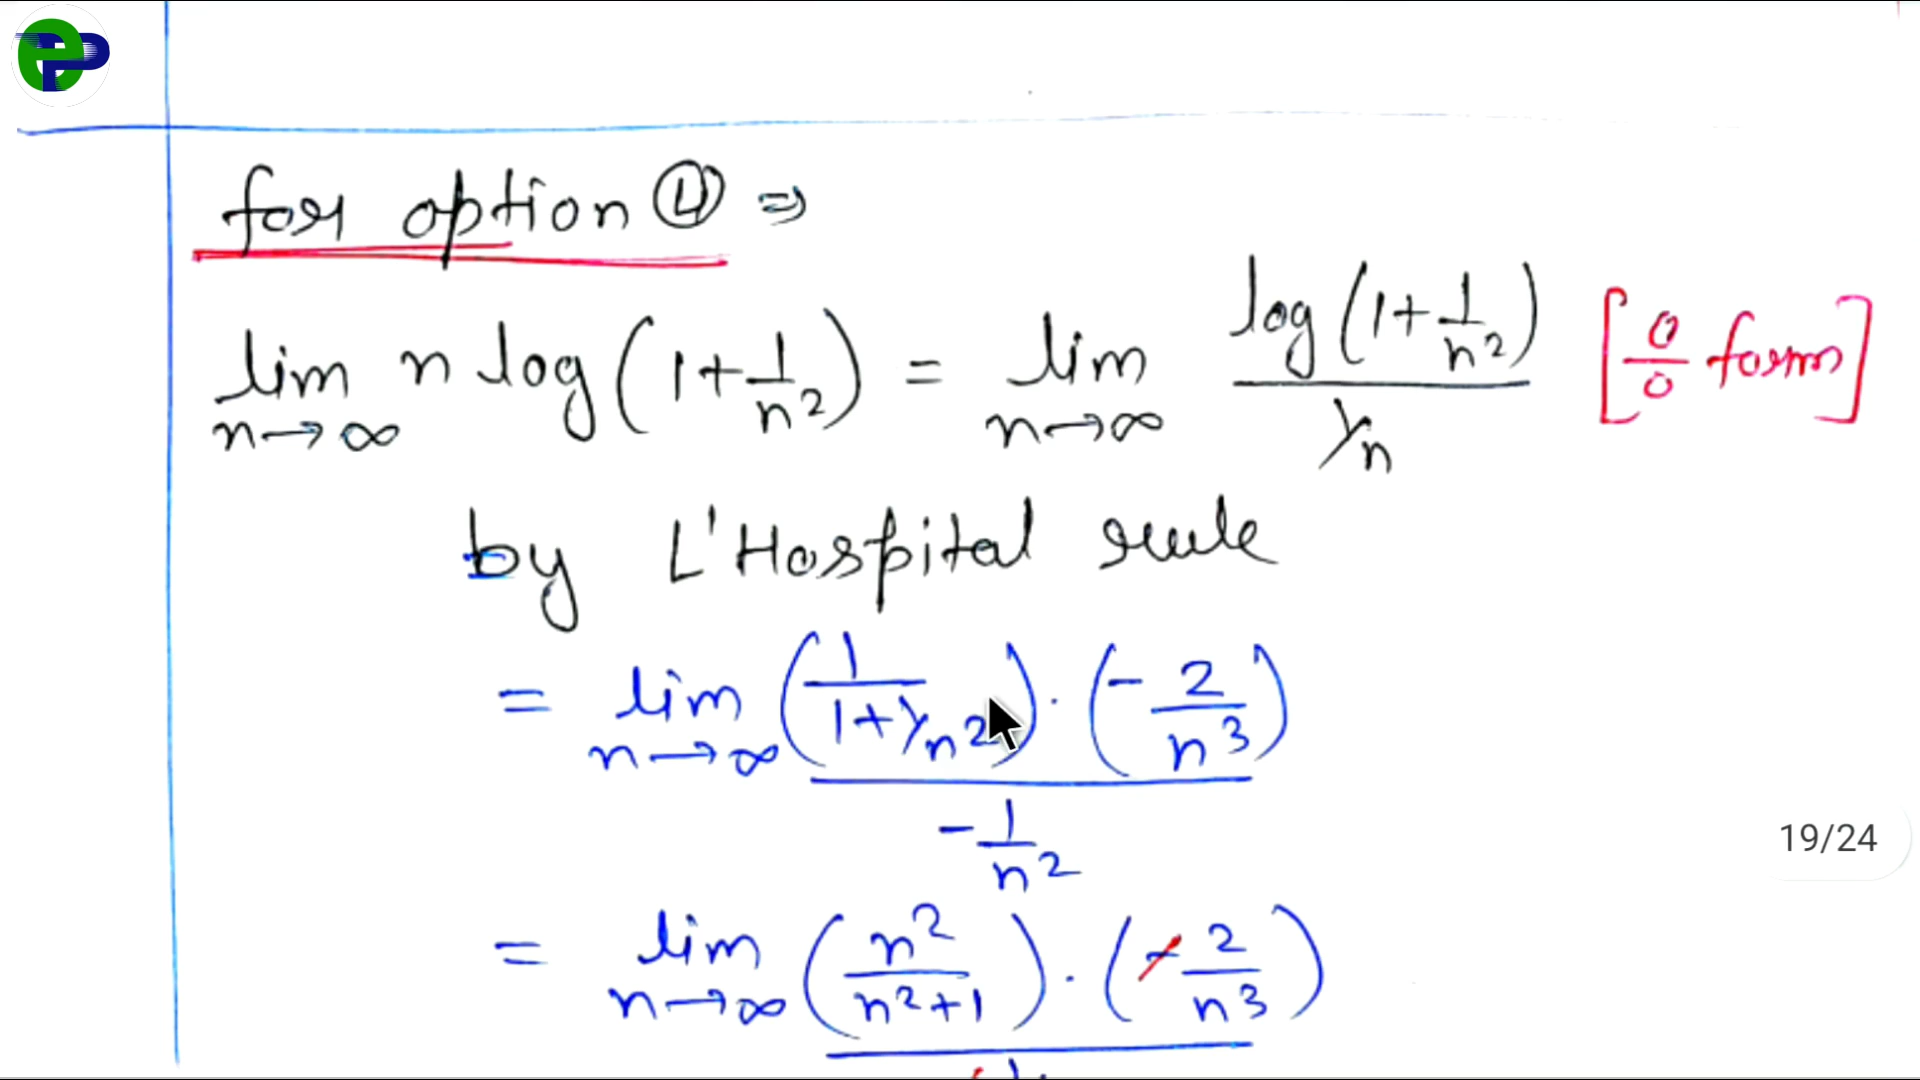 eP
for option ④ ⇒
lim n→∞ n log(1+1/n²) = lim n→∞ log(1+1/n²) / (1/n) [0/0 form]
by L'Hospital rule
= lim n→∞ (1/(1+1/n²)) · (-2/n³) / (-1/n²)
19/24
= lim n→∞ (n²/(n²+1)) · (-2/n³)